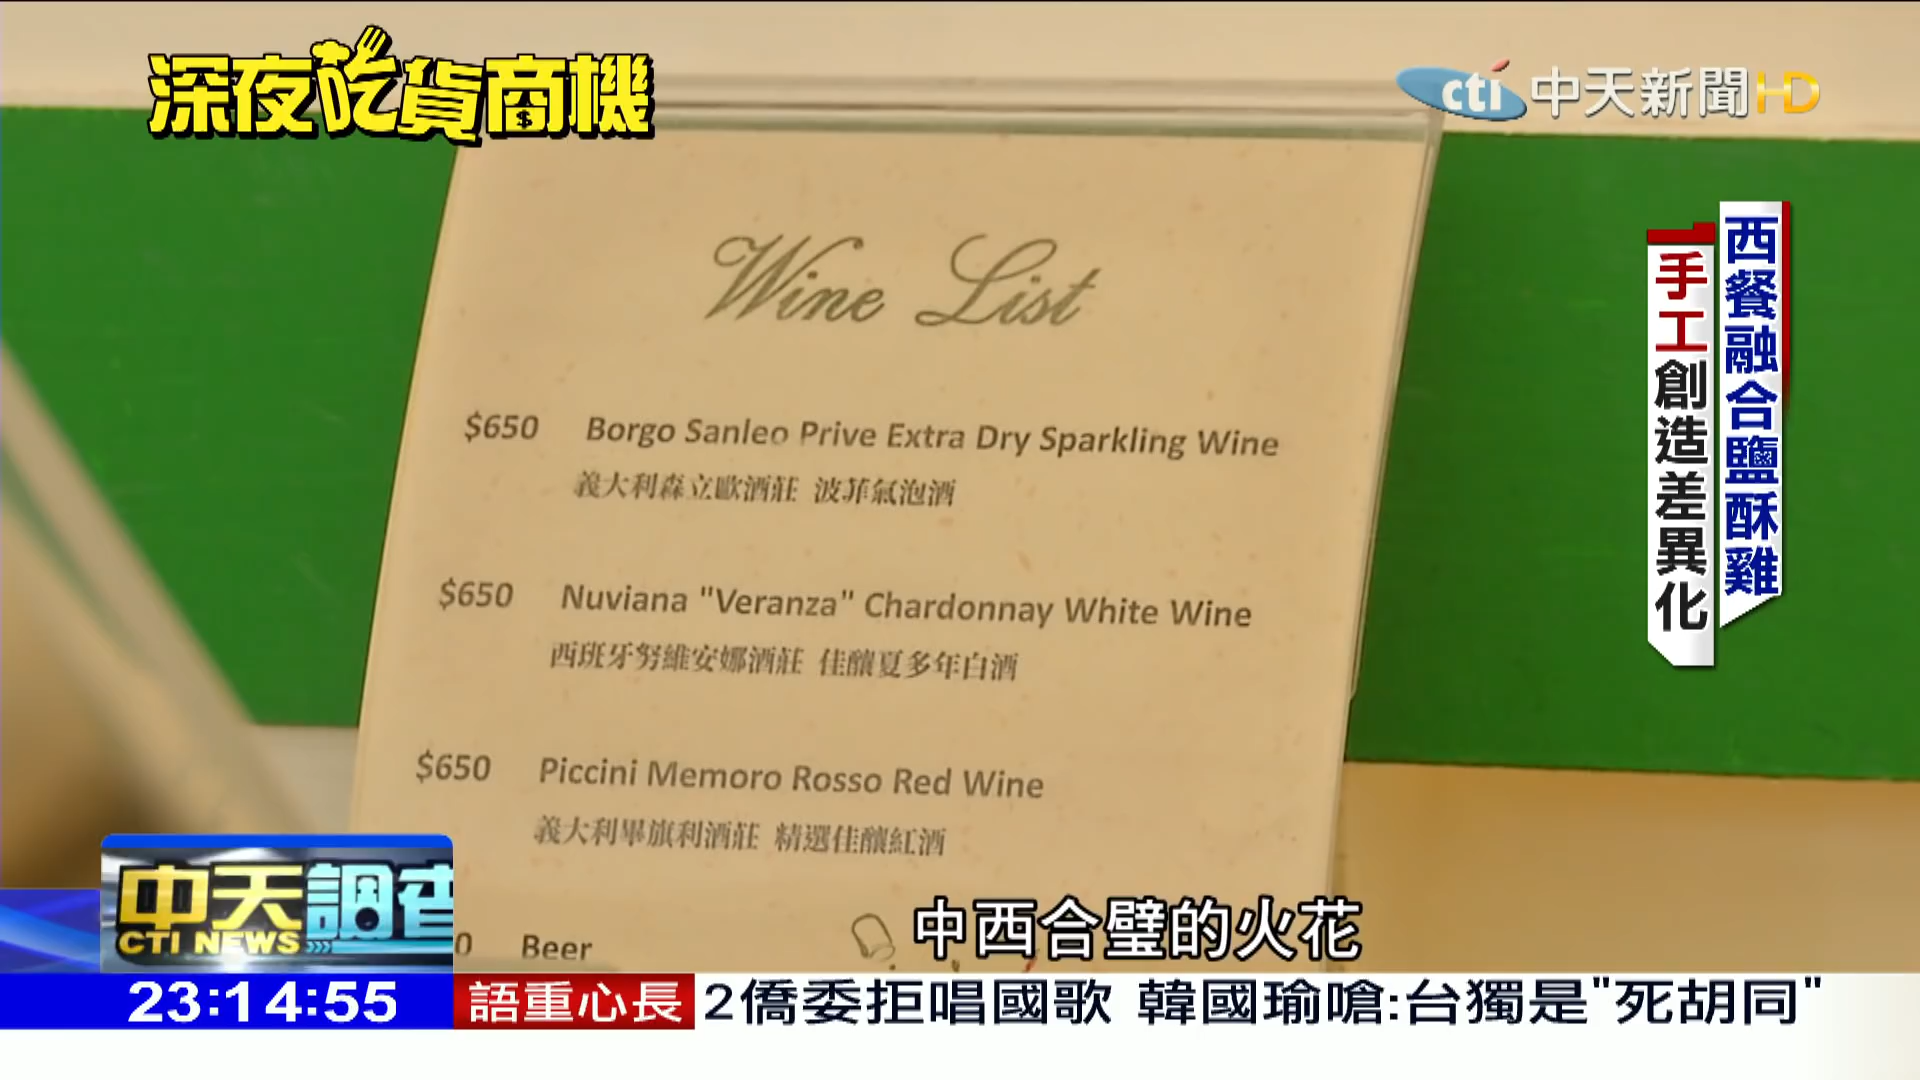 深夜吃貨商機
cti 中天新聞HD
西餐融合鹽酥雞
手工創造差異化
Wine List
$650 Borgo Sanleo Prive Extra Dry Sparkling Wine
義大利森立歐酒莊 波菲氣泡酒
$650 Nuviana "Veranza" Chardonnay White Wine
西班牙努維安娜酒莊 佳釀夏多年白酒
$650 Piccini Memoro Rosso Red Wine
義大利畢旗利酒莊 精選佳釀紅酒
0 Beer
中西合璧的火花
中天調查
CTI NEWS
23:14:55 語重心長 2僑委拒唱國歌 韓國瑜嗆:台獨是"死胡同"